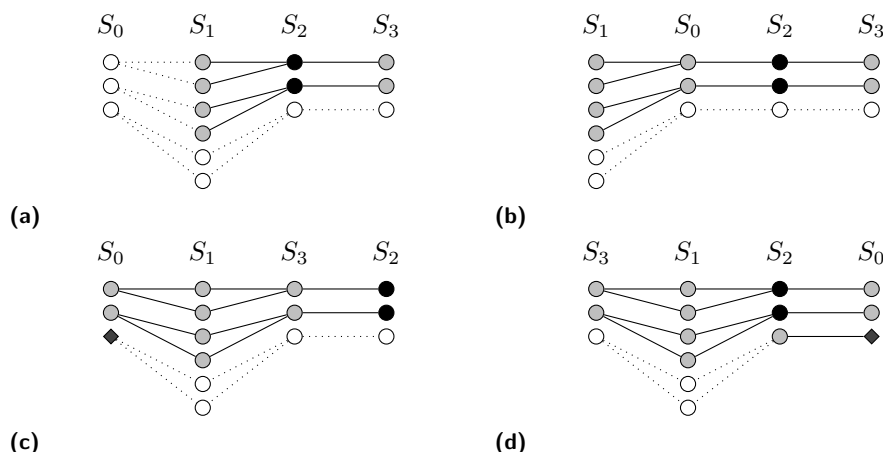 S₀ S₁ S₂ S₃
S₁ S₀ S₂ S₃
(a)
(b)
S₀ S₁ S₃ S₂
S₃ S₁ S₂ S₀
(c)
(d)